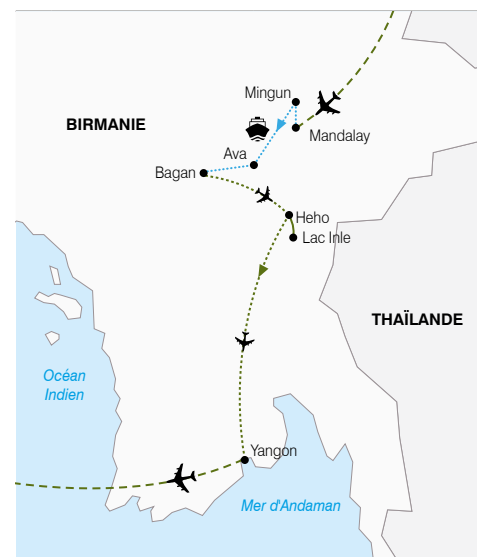 Mingun
BIRMANIE
Mandalay
Ava
Bagan
Heho
Lac Inle
THAÏLANDE
Océan
Indien
Yangon
Mer d'Andaman